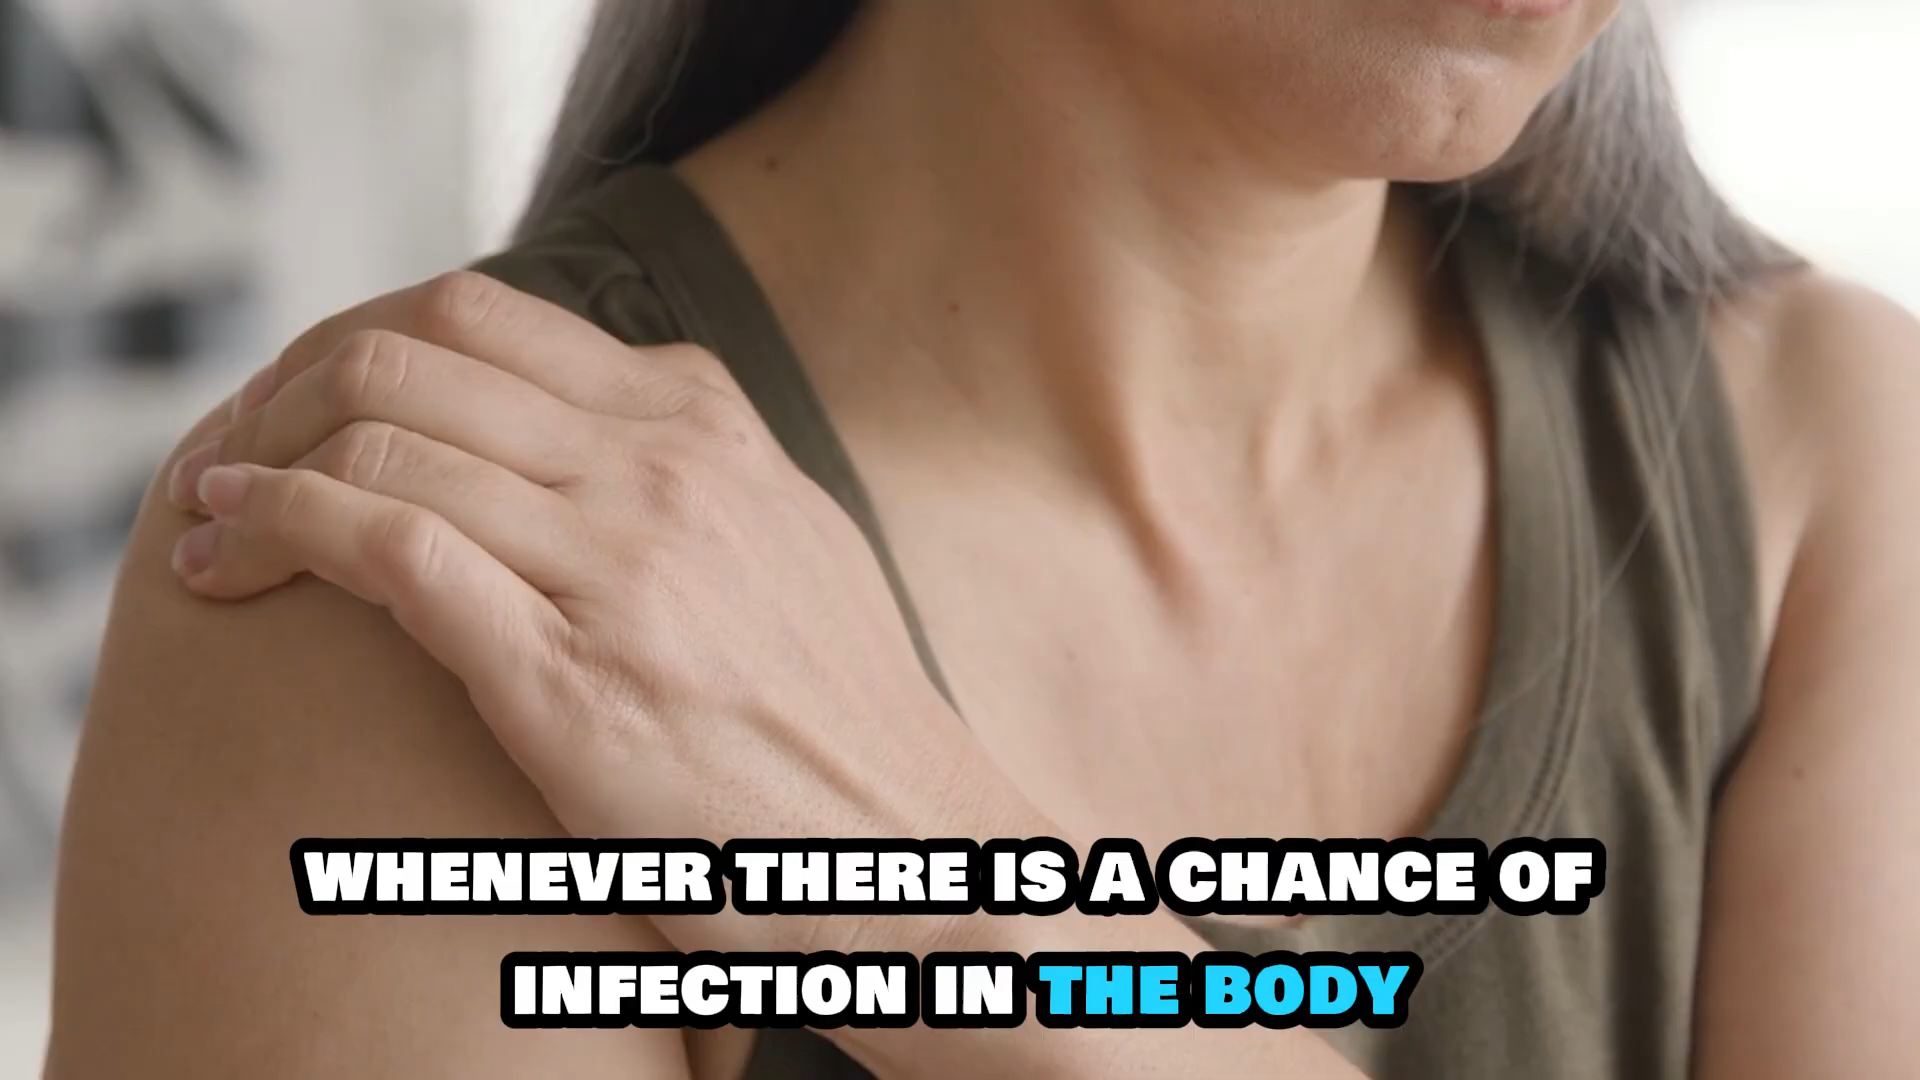 WHENEVER THERE IS A CHANCE OF
INFECTION IN THE BODY